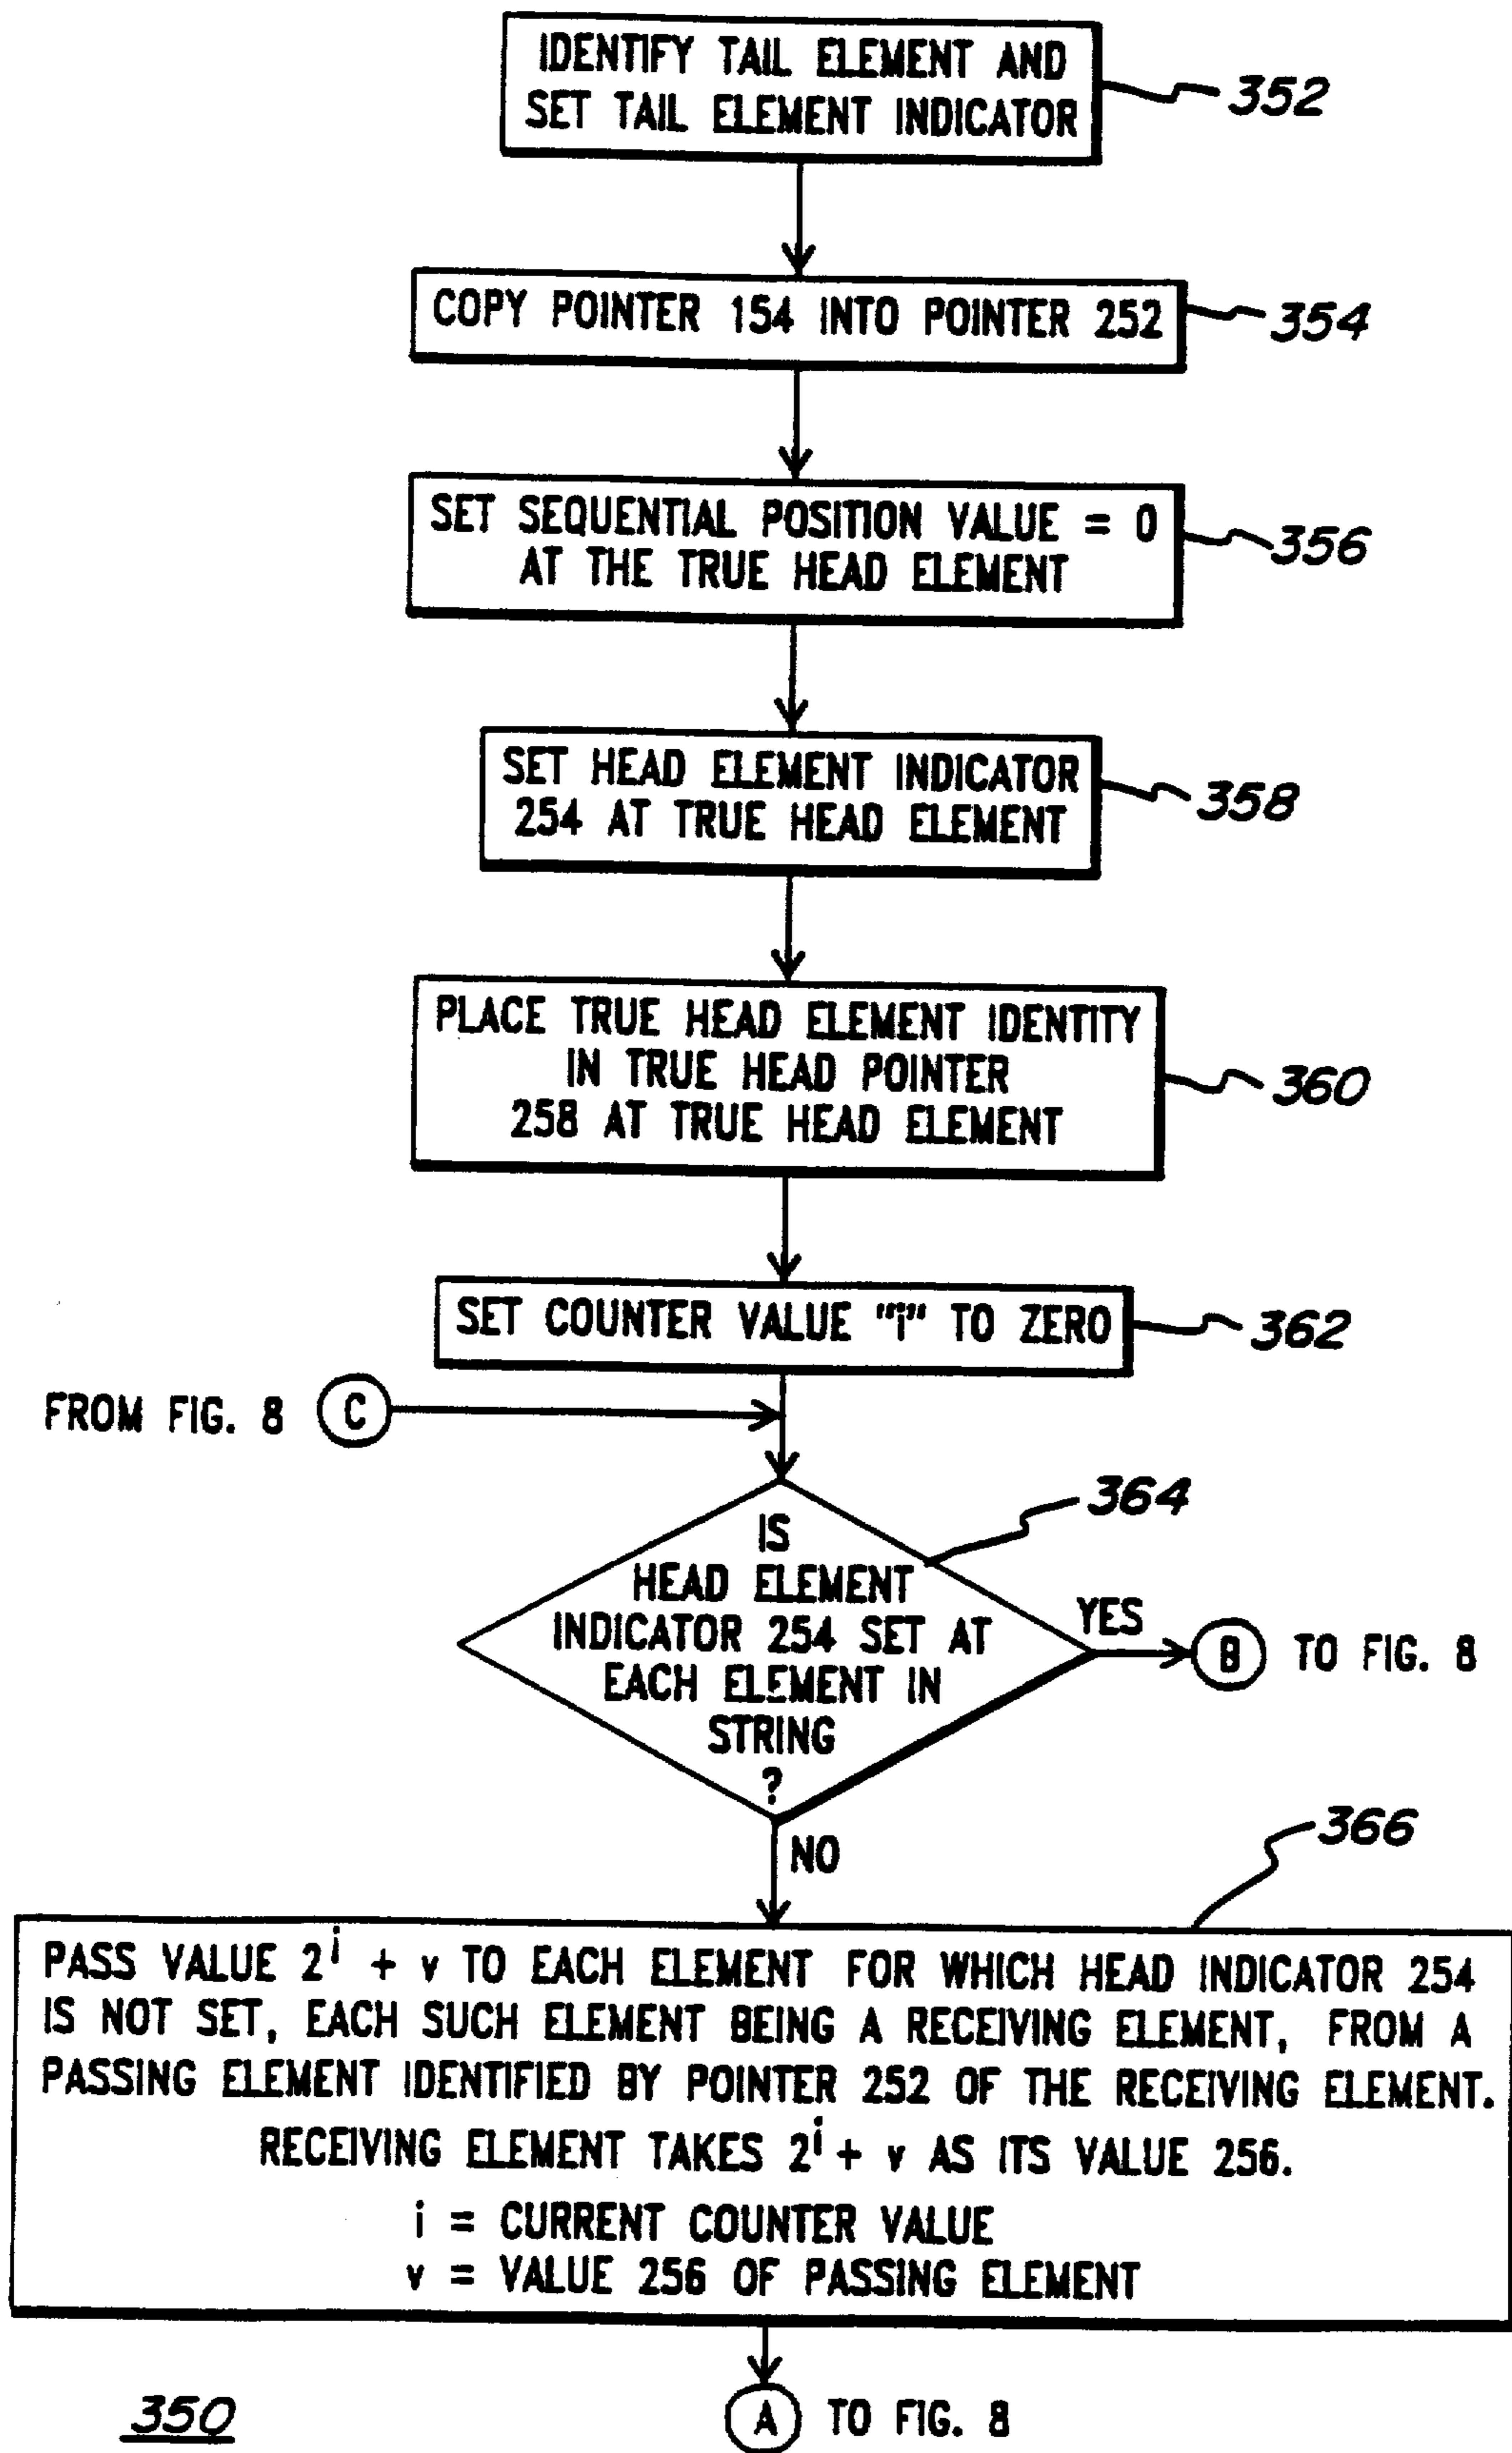 IDENTIFY TAIL ELEMENT AND
SET TAIL ELEMENT INDICATOR
352
COPY POINTER 154 INTO POINTER 252
354
SET SEQUENTIAL POSITION VALUE = 0
AT THE TRUE HEAD ELEMENT
356
SET HEAD ELEMENT INDICATOR
254 AT TRUE HEAD ELEMENT
358
PLACE TRUE HEAD ELEMENT IDENTITY
IN TRUE HEAD POINTER
258 AT TRUE HEAD ELEMENT
360
SET COUNTER VALUE "i" TO ZERO
362
FROM FIG. 8 C
364
IS
HEAD ELEMENT
INDICATOR 254 SET AT
EACH ELEMENT IN
STRING
?
YES
B TO FIG. 8
NO
366
PASS VALUE 2^i + v TO EACH ELEMENT FOR WHICH HEAD INDICATOR 254
IS NOT SET, EACH SUCH ELEMENT BEING A RECEIVING ELEMENT, FROM A
PASSING ELEMENT IDENTIFIED BY POINTER 252 OF THE RECEIVING ELEMENT.
RECEIVING ELEMENT TAKES 2^i + v AS ITS VALUE 256.
i = CURRENT COUNTER VALUE
v = VALUE 256 OF PASSING ELEMENT
350
A TO FIG. 8